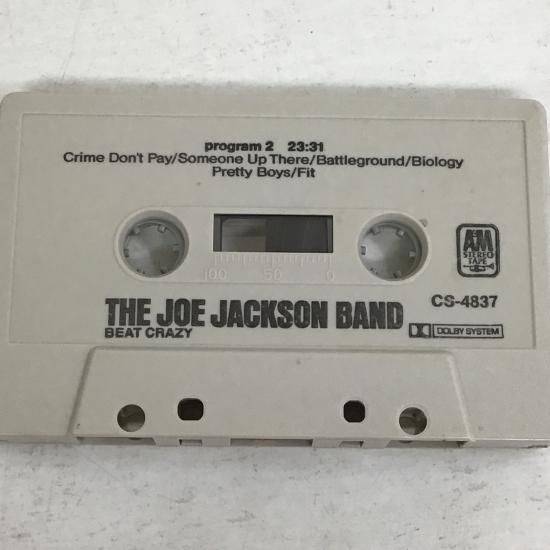 program 2 23:31
Crime Don't Pay/Someone Up There/Battleground/Biology
Pretty Boys/Fit
A&M
STEREO
TAPE
100 50 0
THE JOE JACKSON BAND
CS-4837
BEAT CRAZY
DOLBY SYSTEM